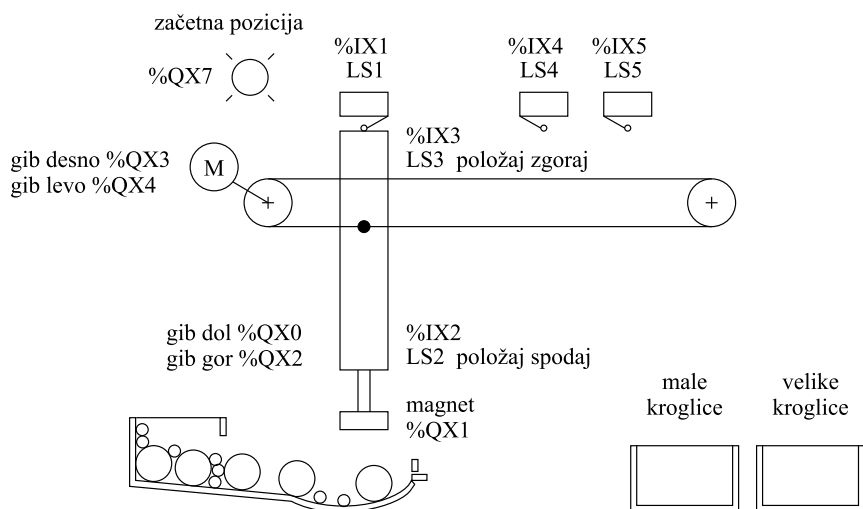 začetna pozicija
%QX7
%IX1
LS1
%IX4
LS4
%IX5
LS5
%IX3
LS3 položaj zgoraj
gib desno %QX3
gib levo %QX4
M
gib dol %QX0
gib gor %QX2
%IX2
LS2 položaj spodaj
magnet
%QX1
male
kroglice
velike
kroglice